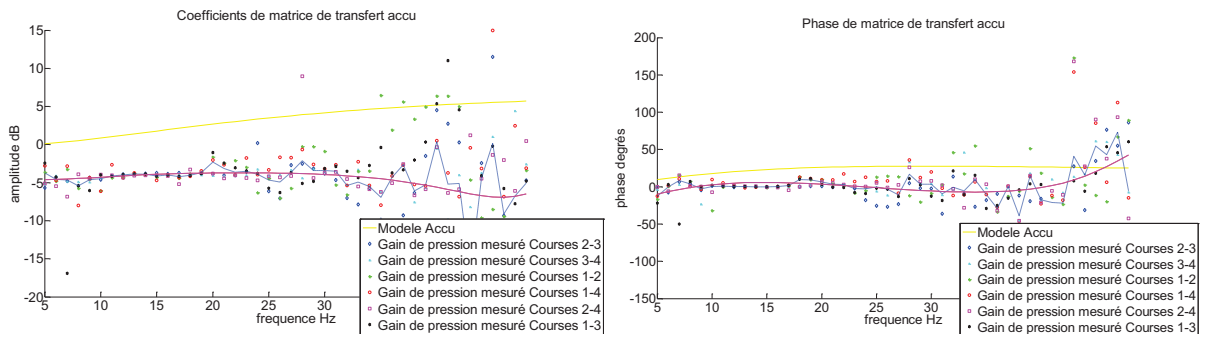 Coefficients de matrice de transfert accu
15
10
5
0
-5
-10
-15
-20
amplitude dB
5
10
15
20
25
30
frequence Hz
Modele Accu
Gain de pression mesuré Courses 2-3
Gain de pression mesuré Courses 3-4
Gain de pression mesuré Courses 1-2
Gain de pression mesuré Courses 1-4
Gain de pression mesuré Courses 2-4
Gain de pression mesuré Courses 1-3
Phase de matrice de transfert accu
200
150
100
50
0
-50
-100
-150
phase degrés
5
10
15
20
25
30
frequence Hz
Modele Accu
Gain de pression mesuré Courses 2-3
Gain de pression mesuré Courses 3-4
Gain de pression mesuré Courses 1-2
Gain de pression mesuré Courses 1-4
Gain de pression mesuré Courses 2-4
Gain de pression mesuré Courses 1-3